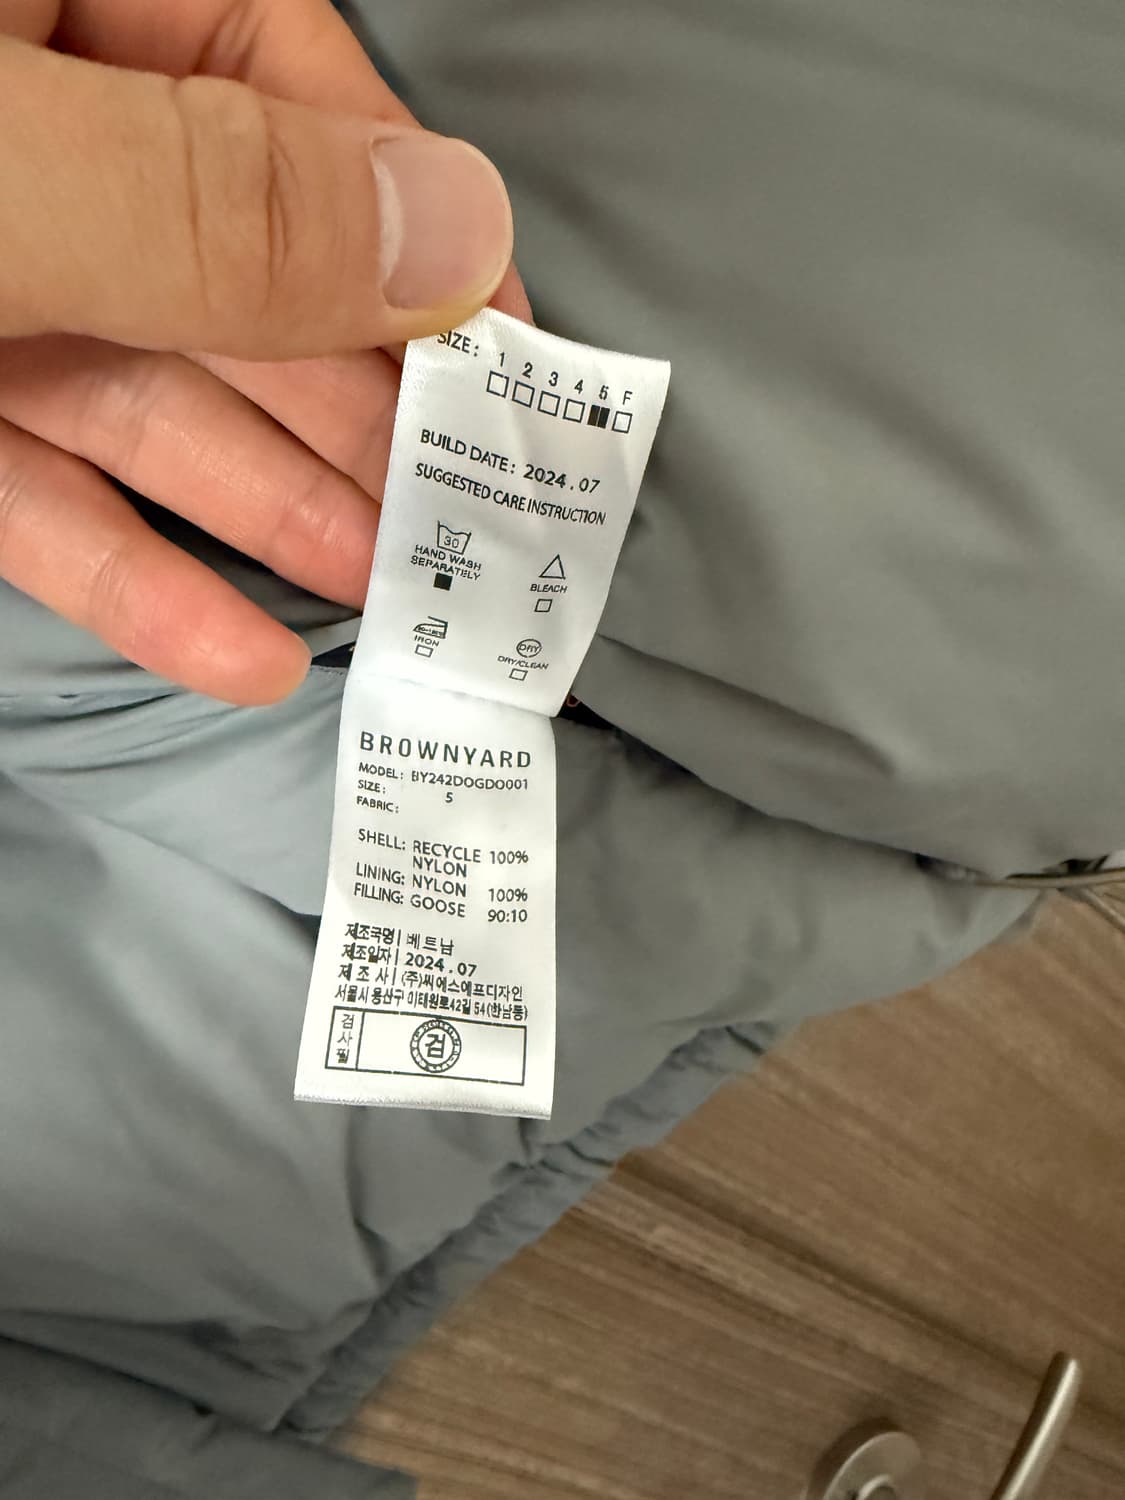 SIZE: 1 2 3 4 5 F
BUILD DATE: 2024.07
SUGGESTED CARE INSTRUCTION
30
HAND WASH
SEPARATELY
BLEACH
IRON
DRY
DRY/CLEAN
BROWNYARD
MODEL: BY242DOGDO001
SIZE: 5
FABRIC:
SHELL: RECYCLE 100%
NYLON
LINING: NYLON 100%
FILLING: GOOSE 90:10
제조국명| 베트남
제조일자| 2024.07
제 조 사| (주)씨에스에프디자인
서울시 용산구 이태원로42길 54(한남동)
검사필
검